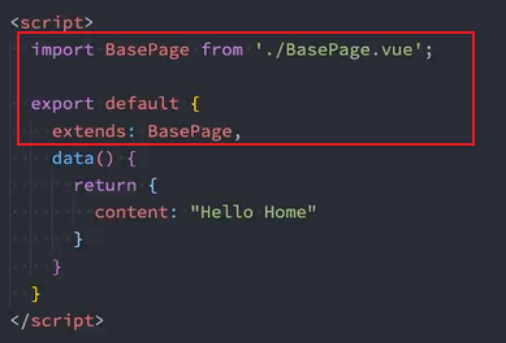 <script>
import BasePage from './BasePage.vue';
export default {
extends: BasePage,
data() {
return {
content: "Hello Home"
}
}
}
</script>